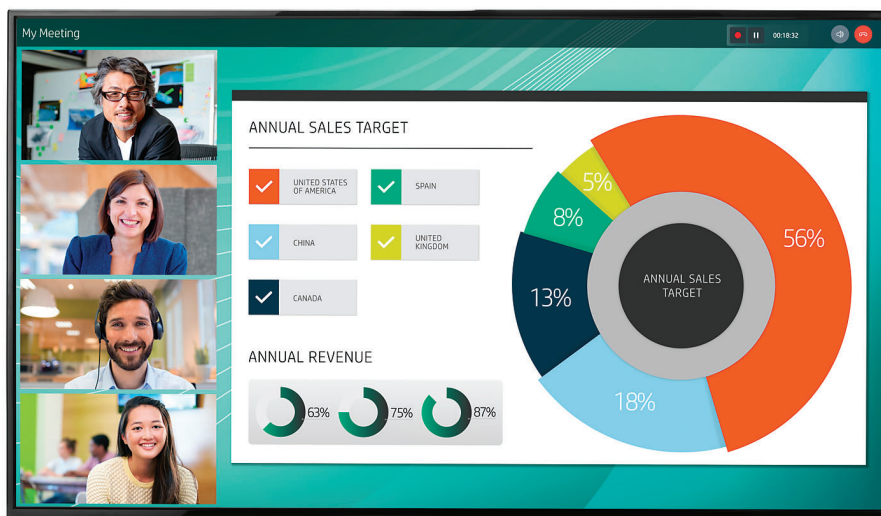 My Meeting
00:18:32
ANNUAL SALES TARGET
UNITED STATES
OF AMERICA
SPAIN
CHINA
UNITED
KINGDOM
CANADA
ANNUAL REVENUE
63%
75%
87%
5%
8%
56%
13%
18%
ANNUAL SALES
TARGET